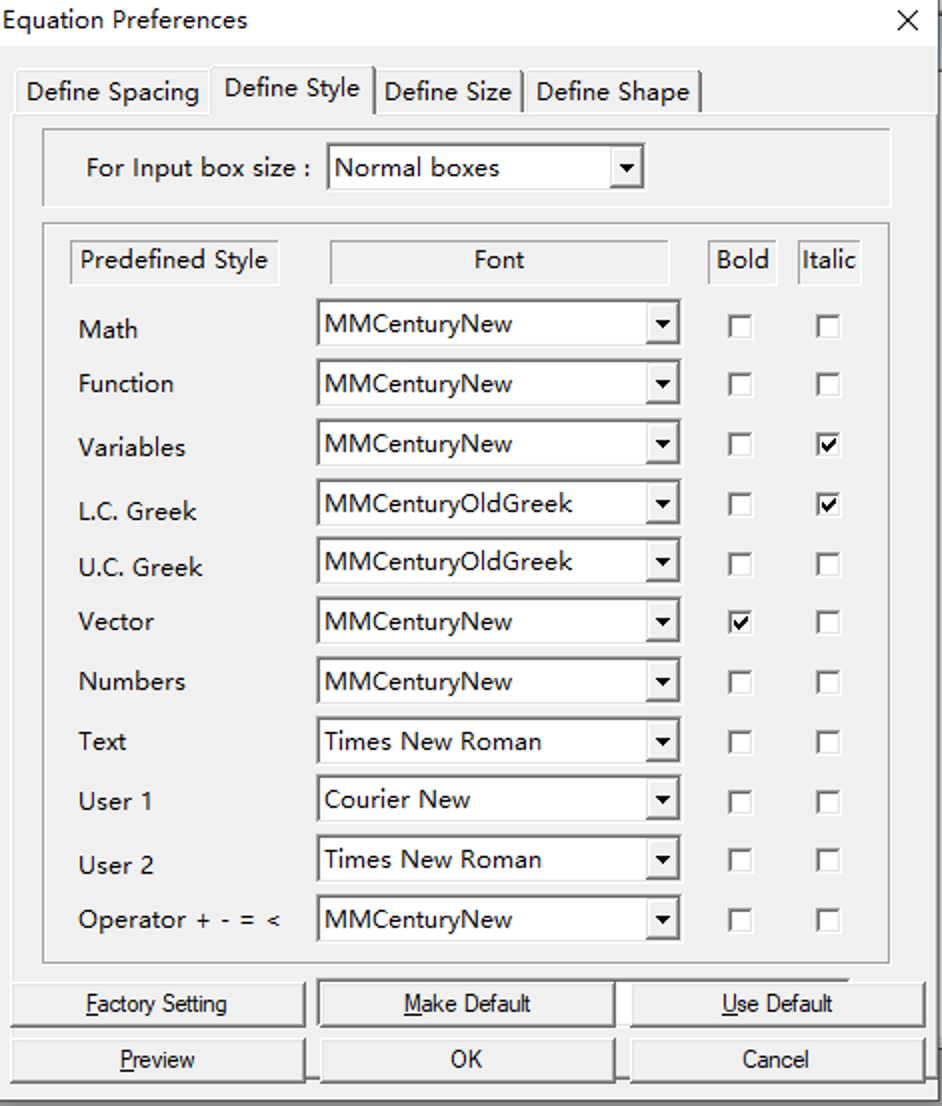 Equation Preferences
Define Spacing Define Style Define Size Define Shape
For Input box size : Normal boxes
Predefined Style Font Bold Italic
Math MMCenturyNew
Function MMCenturyNew
Variables MMCenturyNew
L.C. Greek MMCenturyOldGreek
U.C. Greek MMCenturyOldGreek
Vector MMCenturyNew
Numbers MMCenturyNew
Text Times New Roman
User 1 Courier New
User 2 Times New Roman
Operator + - = < MMCenturyNew
Factory Setting Make Default Use Default
Preview OK Cancel